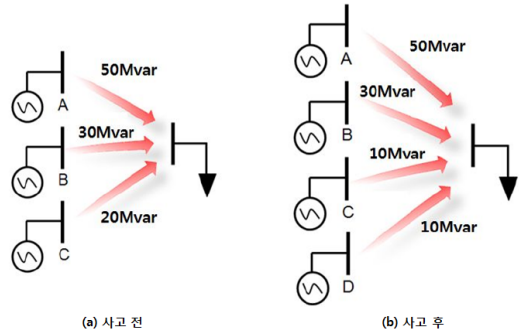 50Mvar
A
30Mvar
B
20Mvar
C
(a) 사고 전
50Mvar
A
30Mvar
B
10Mvar
C
10Mvar
D
(b) 사고 후